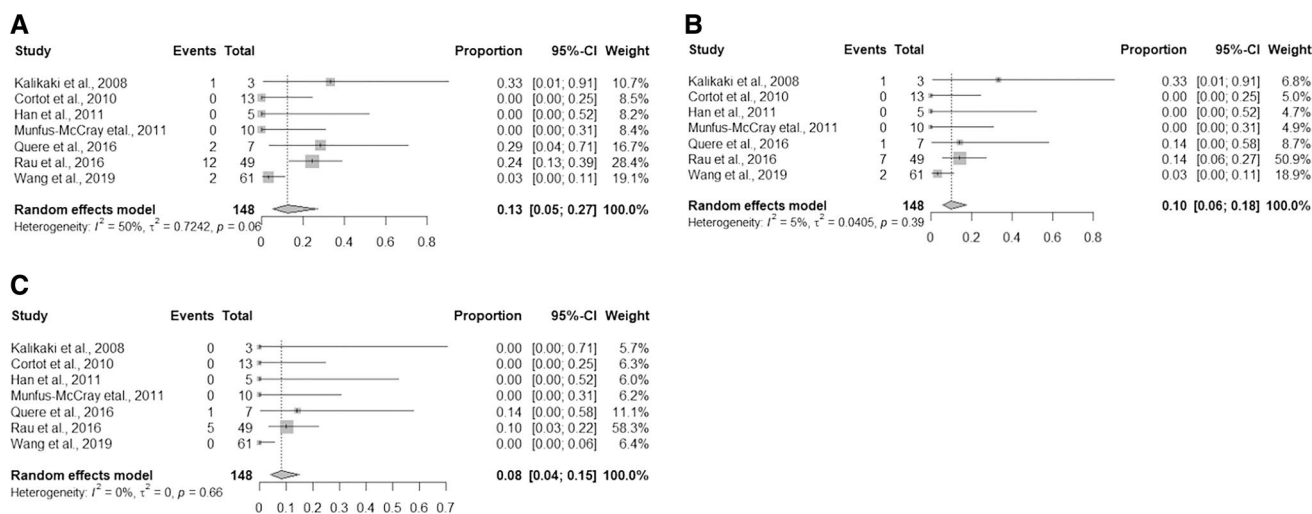 A
Study Events Total Proportion 95%-CI Weight
Kalikaki et al., 2008 1 3 0.33 [0.01; 0.91] 10.7%
Cortot et al., 2010 0 13 0.00 [0.00; 0.25] 8.5%
Han et al., 2011 0 5 0.00 [0.00; 0.52] 8.2%
Munfus-McCray etal., 2011 0 10 0.00 [0.00; 0.31] 8.4%
Quere et al., 2016 2 7 0.29 [0.04; 0.71] 16.7%
Rau et al., 2016 12 49 0.24 [0.13; 0.39] 28.4%
Wang et al., 2019 2 61 0.03 [0.00; 0.11] 19.1%
Random effects model 148 0.13 [0.05; 0.27] 100.0%
Heterogeneity: I² = 50%, τ² = 0.7242, p = 0.06
0 0.2 0.4 0.6 0.8
B
Study Events Total Proportion 95%-CI Weight
Kalikaki et al., 2008 1 3 0.33 [0.01; 0.91] 6.8%
Cortot et al., 2010 0 13 0.00 [0.00; 0.25] 5.0%
Han et al., 2011 0 5 0.00 [0.00; 0.52] 4.7%
Munfus-McCray et al., 2011 0 10 0.00 [0.00; 0.31] 4.9%
Quere et al., 2016 1 7 0.14 [0.00; 0.58] 8.7%
Rau et al., 2016 7 49 0.14 [0.06; 0.27] 50.9%
Wang et al., 2019 2 61 0.03 [0.00; 0.11] 18.9%
Random effects model 148 0.10 [0.06; 0.18] 100.0%
Heterogeneity: I² = 5%, τ² = 0.0405, p = 0.39
0 0.2 0.4 0.6 0.8
C
Study Events Total Proportion 95%-CI Weight
Kalikaki et al., 2008 0 3 0.00 [0.00; 0.71] 5.7%
Cortot et al., 2010 0 13 0.00 [0.00; 0.25] 6.3%
Han et al., 2011 0 5 0.00 [0.00; 0.52] 6.0%
Munfus-McCray etal., 2011 0 10 0.00 [0.00; 0.31] 6.2%
Quere et al., 2016 1 7 0.14 [0.00; 0.58] 11.1%
Rau et al., 2016 5 49 0.10 [0.03; 0.22] 58.3%
Wang et al., 2019 0 61 0.00 [0.00; 0.06] 6.4%
Random effects model 148 0.08 [0.04; 0.15] 100.0%
Heterogeneity: I² = 0%, τ² = 0, p = 0.66
0 0.1 0.2 0.3 0.4 0.5 0.6 0.7